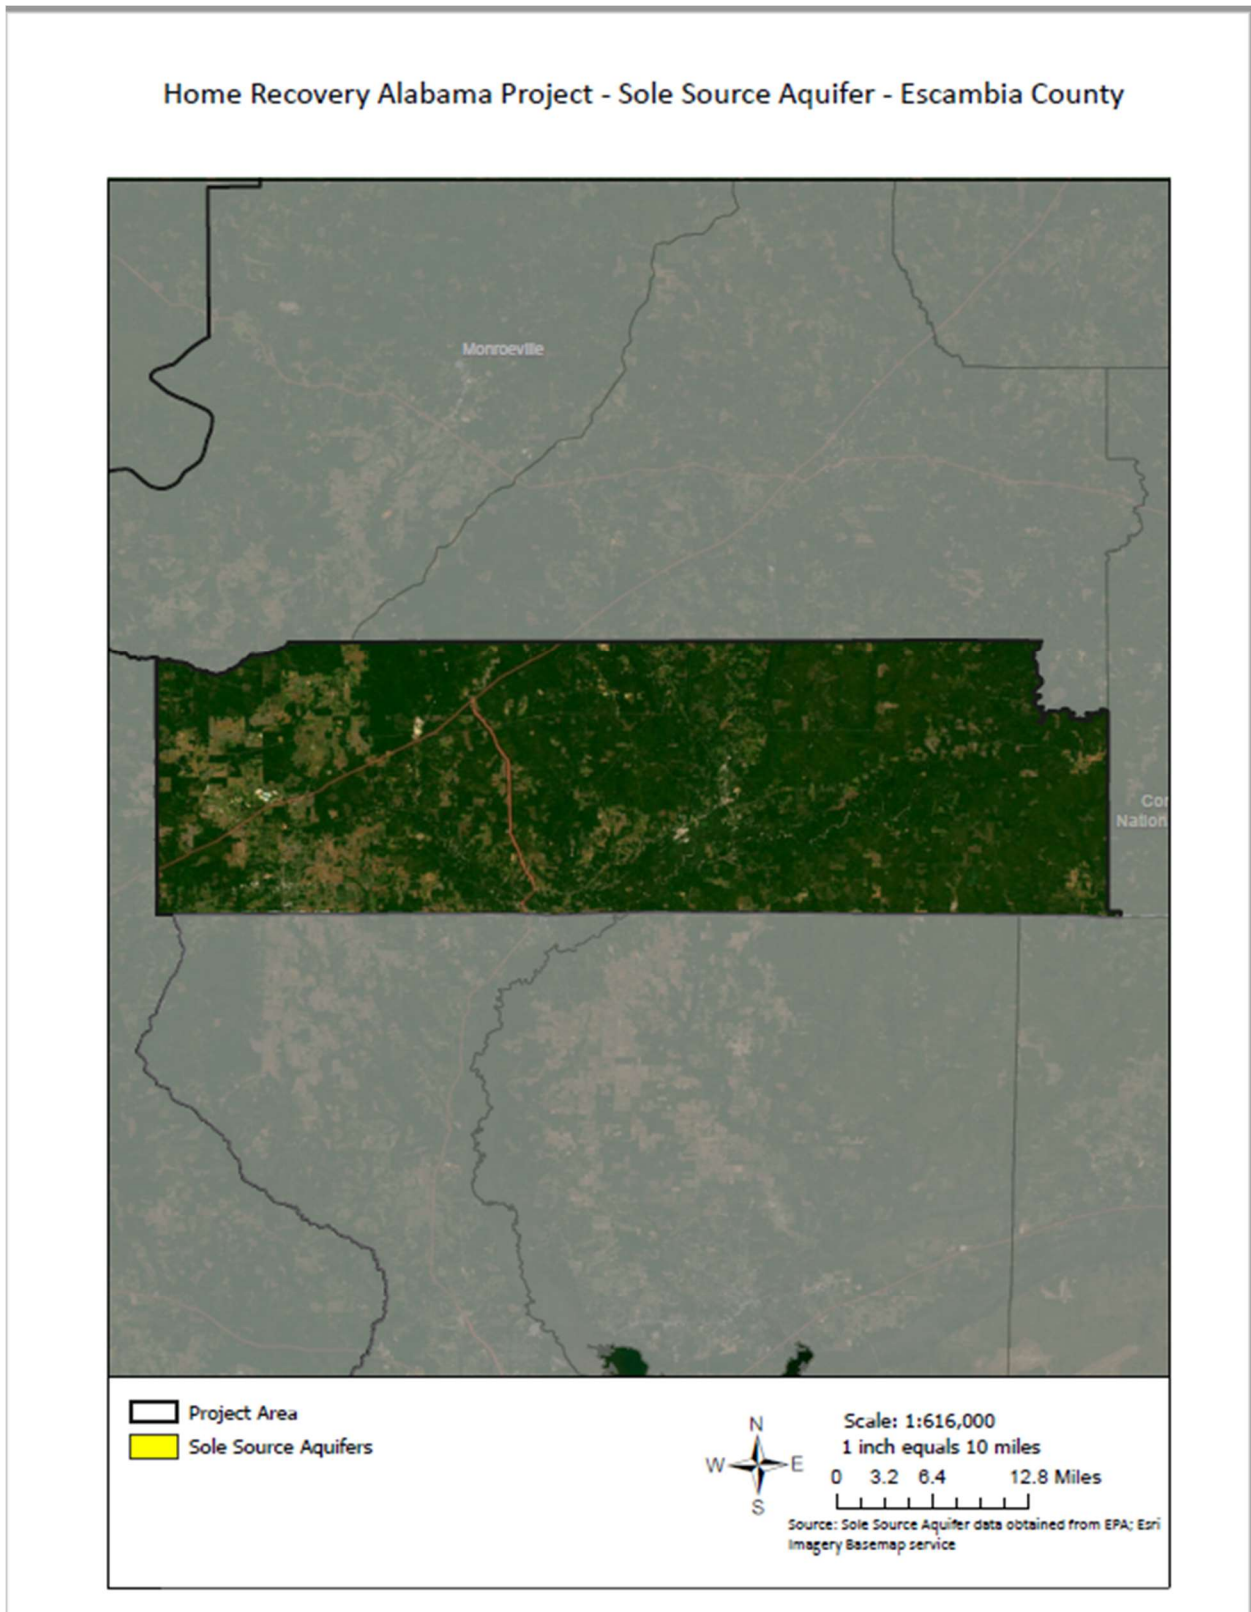 Home Recovery Alabama Project - Sole Source Aquifer - Escambia County
Monroeville
Cor
Nation
Project Area
Sole Source Aquifers
N
W E
S
Scale: 1:616,000
1 inch equals 10 miles
0 3.2 6.4 12.8 Miles
Source: Sole Source Aquifer data obtained from EPA; Esri
Imagery Basemap service